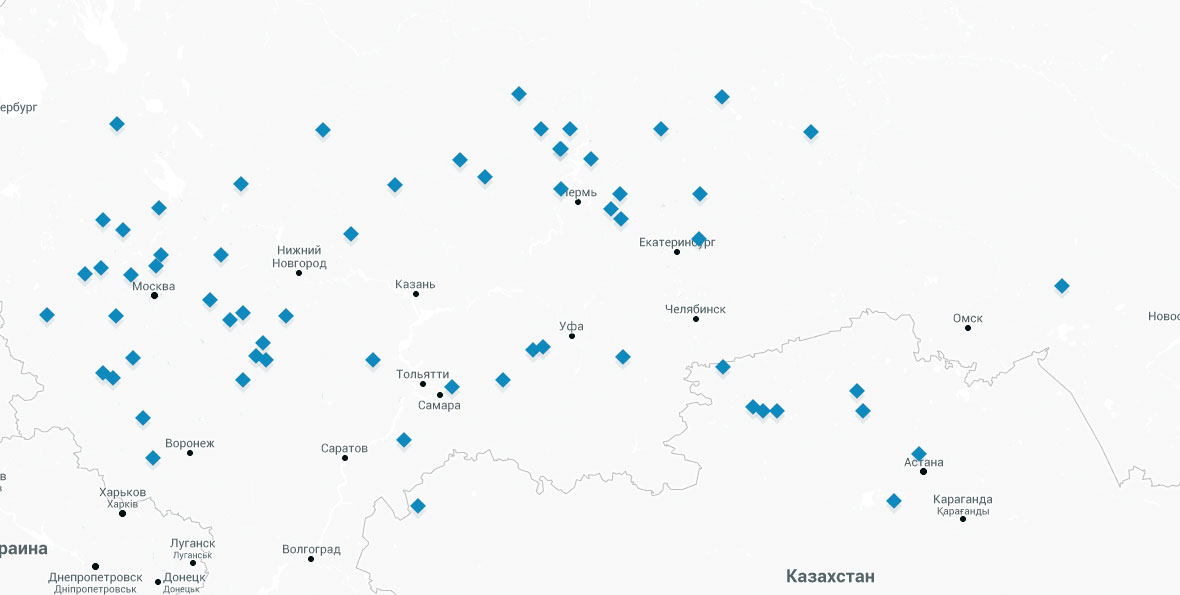 ербург
Пермь
Екатеринбург
Нижний
Новгород
Казань
Москва
Челябинск
Омск
Новос
Уфа
Тольятти
Самара
Воронеж
Саратов
Астана
Харьков
Харків
Караганда
Қарағанды
Луганск
Луганськ
Волгоград
раина
Днепропетровск
Дніпропетровськ
Донецк
Донецьк
Казахстан